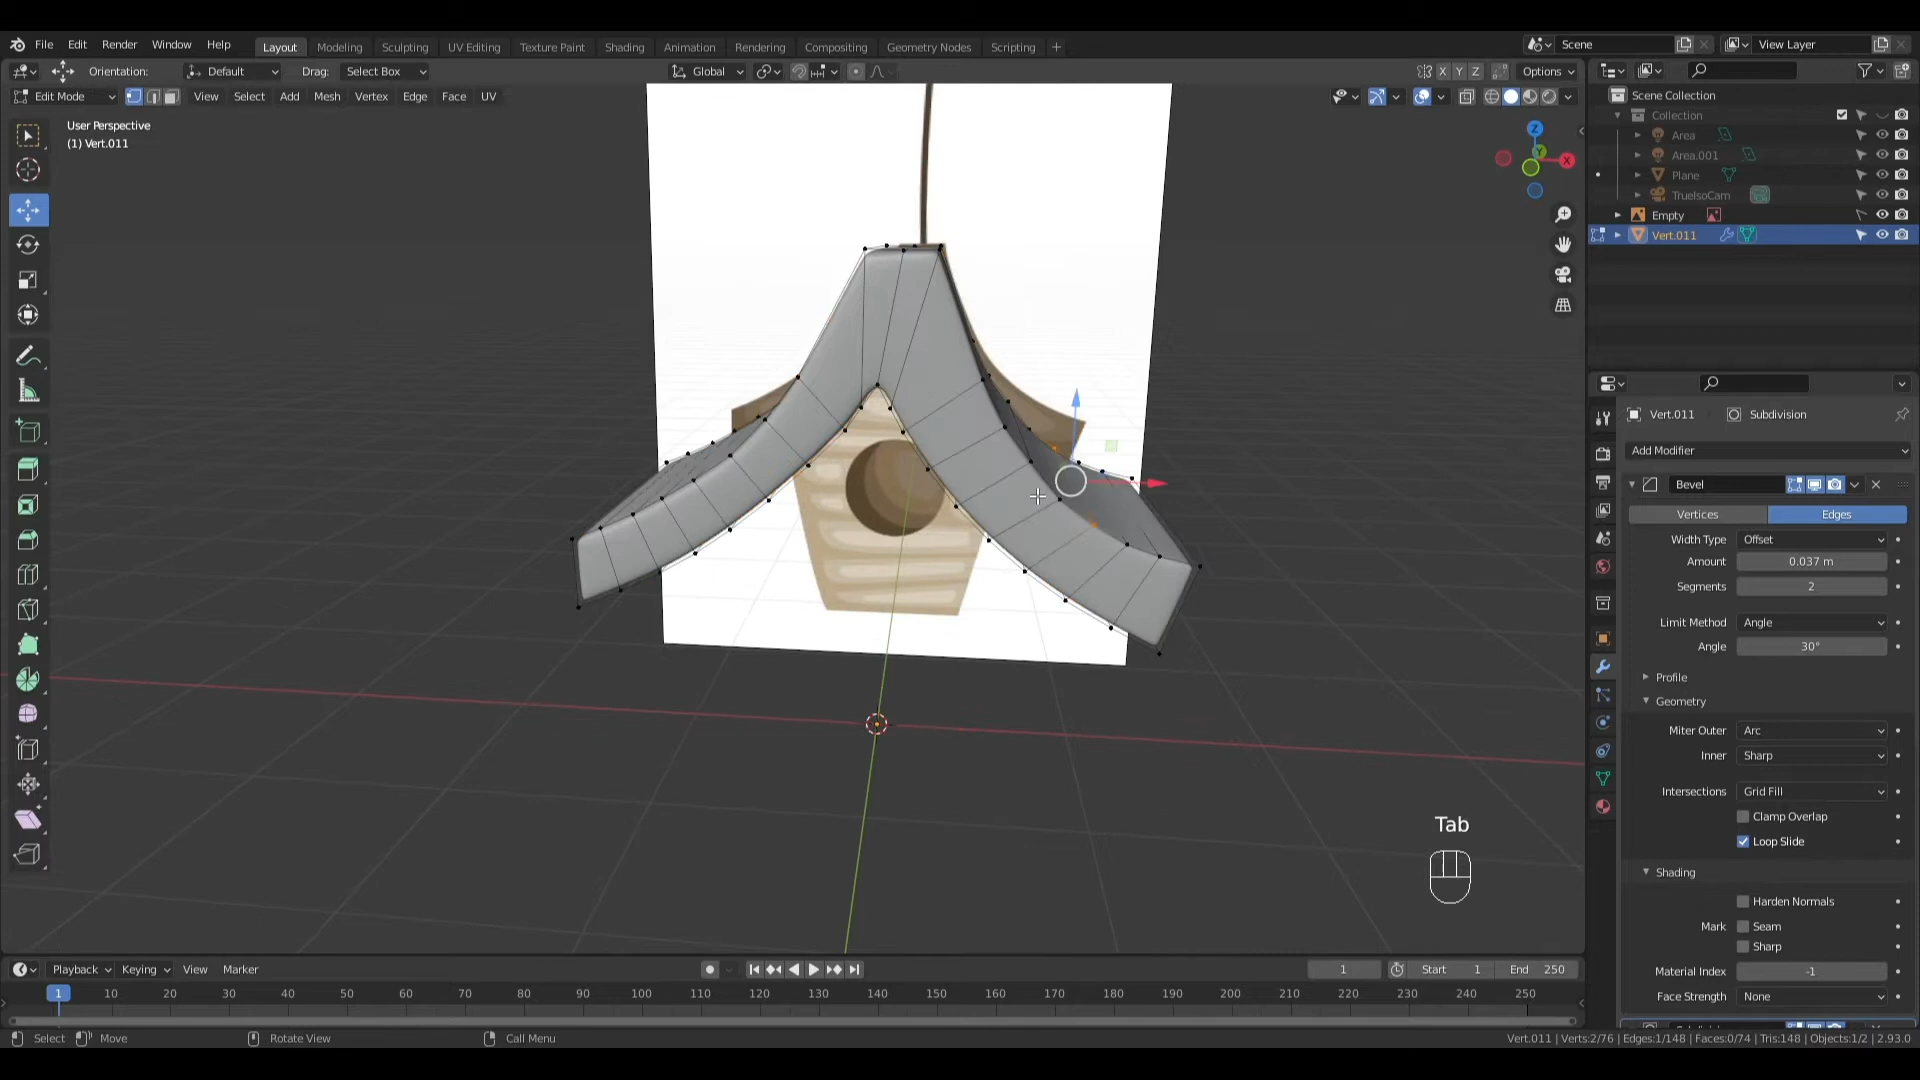 File Edit Render Window Help Layout Modeling Sculpting UV Editing Texture Paint Shading Animation Rendering Compositing Geometry Nodes Scripting + Scene View Layer
Orientation: Default Drag: Select Box Global X Y Z Options
Edit Mode View Select Add Mesh Vertex Edge Face UV
User Perspective
(1) Vert.011
Z
Y
X
Scene Collection
Collection
Area
Area.001
Plane
TrueIsoCam
Empty
Vert.011
Vert.011 Subdivision
Add Modifier
Bevel
Vertices Edges
Width Type Offset
Amount 0.037 m
Segments 2
Limit Method Angle
Angle 30°
Profile
Geometry
Miter Outer Arc
Inner Sharp
Intersections Grid Fill
Clamp Overlap
Loop Slide
Shading
Harden Normals
Mark Seam
Sharp
Material Index -1
Face Strength None
Tab
Playback Keying View Marker 1 Start 1 End 250
1 10 20 30 40 50 60 70 80 90 100 110 120 130 140 150 160 170 180 190 200 210 220 230 240 250
Select Move Rotate View Call Menu Vert.011 | Verts:2/76 | Edges:1/148 | Faces:0/74 | Tris:148 | Objects:1/2 | 2.93.0